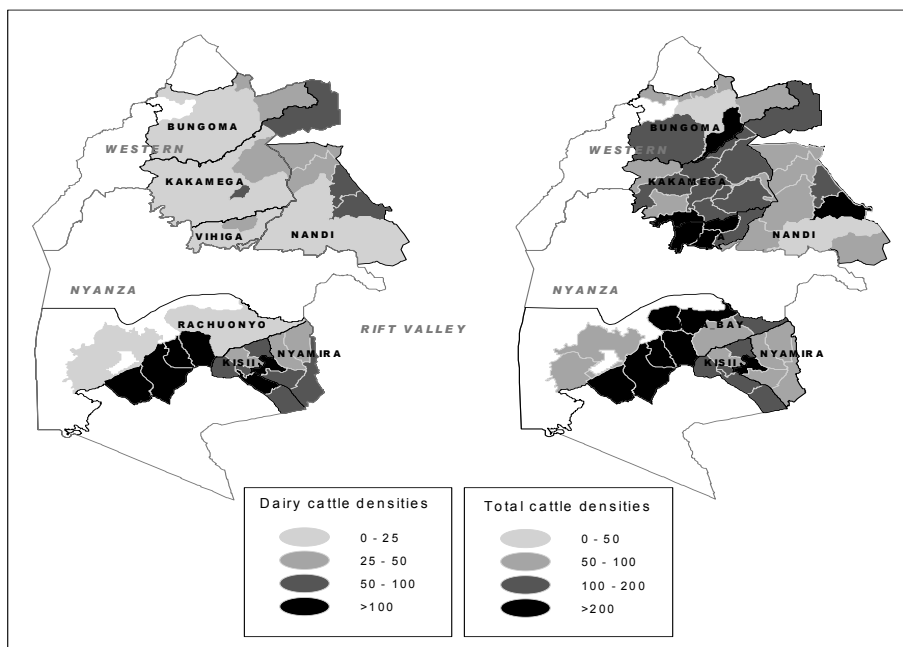 BUNGOMA
WESTERN
KAKAMEGA
VIHIGA
NANDI
NYANZA
RACHUONYO
RIFT VALLEY
KISII
NYAMIRA
BUNGOMA
WESTERN
KAKAMEGA
NANDI
NYANZA
BAY
KISII
NYAMIRA
Dairy cattle densities
0 - 25
25 - 50
50 - 100
>100
Total cattle densities
0 - 50
50 - 100
100 - 200
>200